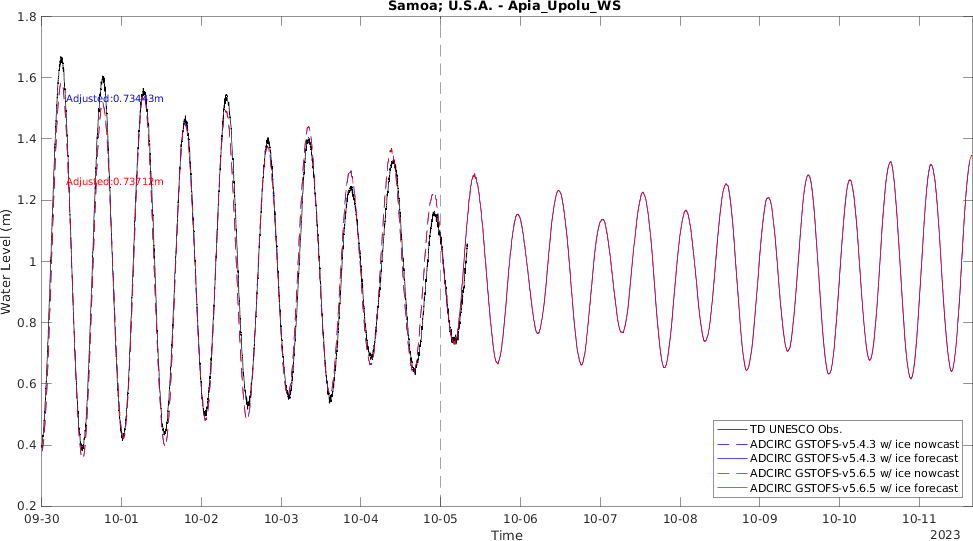 Samoa; U.S.A. - Apia_Upolu_WS
1.8
1.6
1.4
1.2
1
0.8
0.6
0.4
0.2
Water Level (m)
Adjusted:0.73443m
Adjusted:0.73712m
TD UNESCO Obs.
ADCIRC GSTOFS-v5.4.3 w/ ice nowcast
ADCIRC GSTOFS-v5.4.3 w/ ice forecast
ADCIRC GSTOFS-v5.6.5 w/ ice nowcast
ADCIRC GSTOFS-v5.6.5 w/ ice forecast
09-30 10-01 10-02 10-03 10-04 10-05 10-06 10-07 10-08 10-09 10-10 10-11
Time
2023